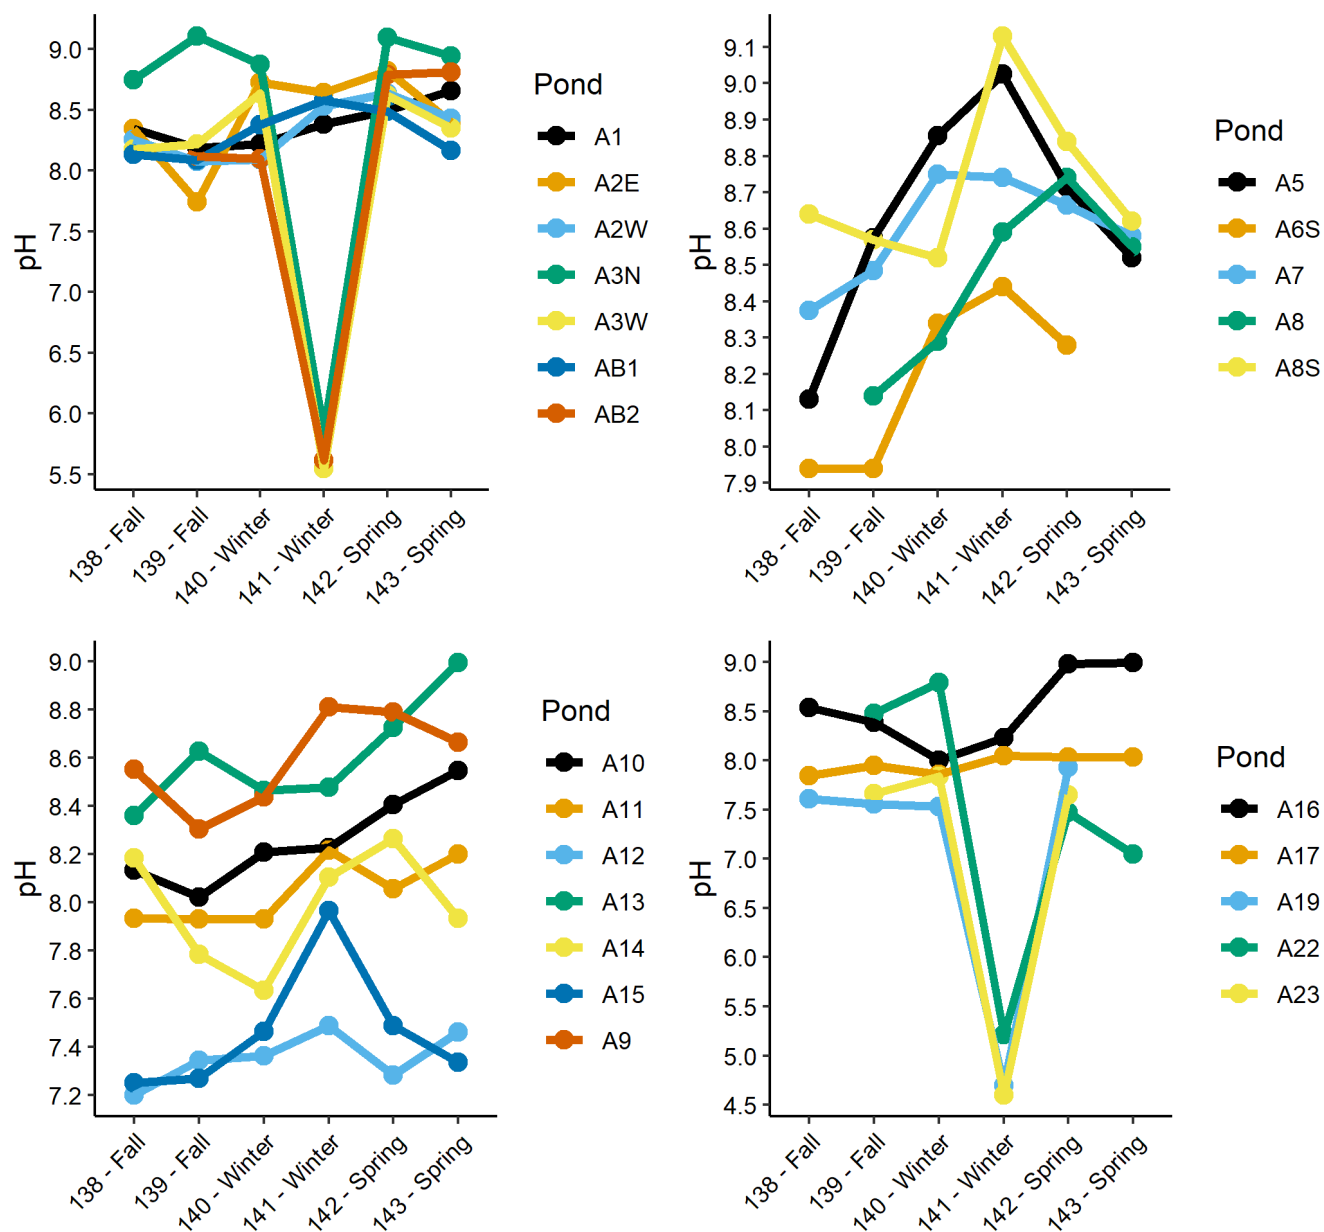 pH
9.0
8.5
8.0
7.5
7.0
6.5
6.0
5.5
138 - Fall
139 - Fall
140 - Winter
141 - Winter
142 - Spring
143 - Spring
Pond
A1
A2E
A2W
A3N
A3W
AB1
AB2
pH
9.1
9.0
8.9
8.8
8.7
8.6
8.5
8.4
8.3
8.2
8.1
8.0
7.9
138 - Fall
139 - Fall
140 - Winter
141 - Winter
142 - Spring
143 - Spring
Pond
A5
A6S
A7
A8
A8S
pH
9.0
8.8
8.6
8.4
8.2
8.0
7.8
7.6
7.4
7.2
138 - Fall
139 - Fall
140 - Winter
141 - Winter
142 - Spring
143 - Spring
Pond
A10
A11
A12
A13
A14
A15
A9
pH
9.0
8.5
8.0
7.5
7.0
6.5
6.0
5.5
5.0
4.5
138 - Fall
139 - Fall
140 - Winter
141 - Winter
142 - Spring
143 - Spring
Pond
A16
A17
A19
A22
A23